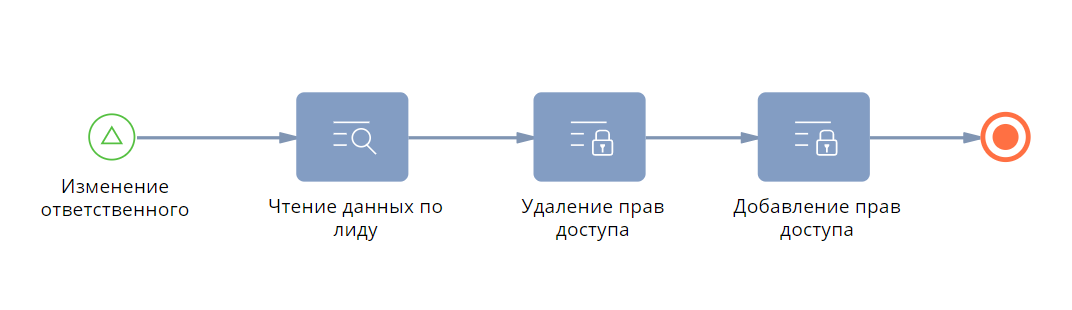 Изменение
ответственного
Чтение данных по
лиду
Удаление прав
доступа
Добавление прав
доступа